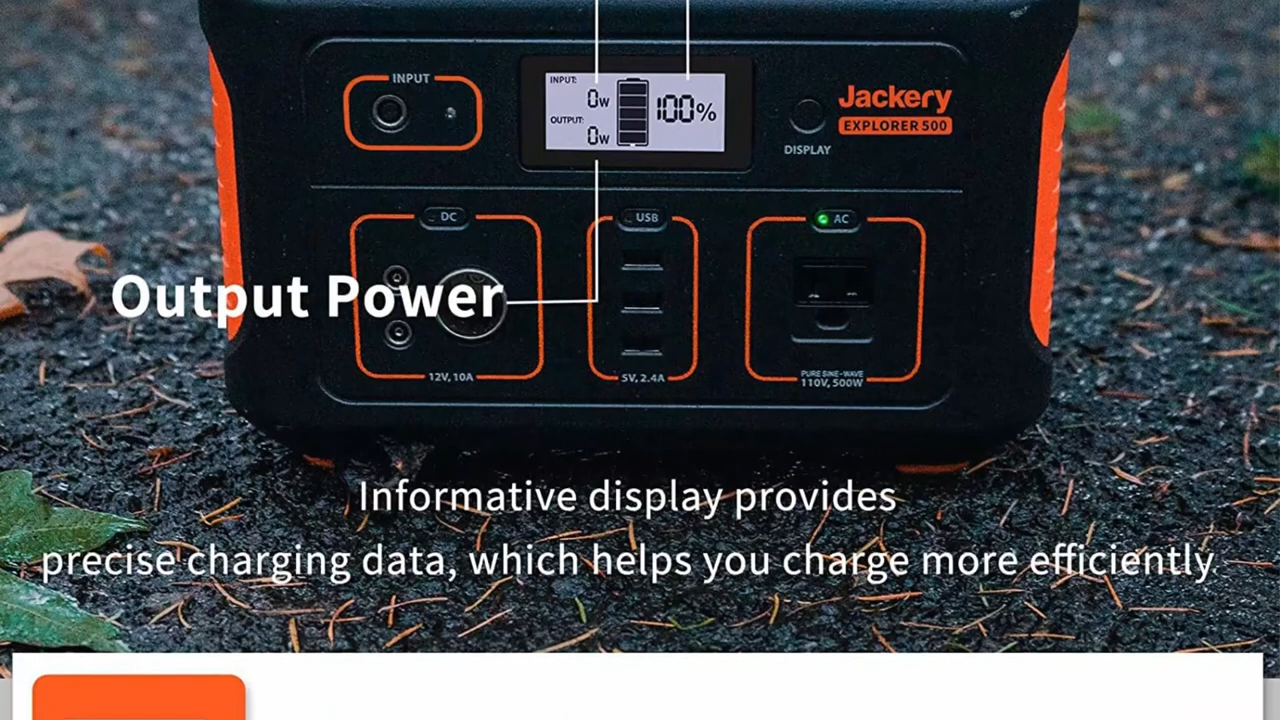 INPUT
INPUT:
0W
OUTPUT:
0W
100%
DISPLAY
Jackery
EXPLORER 500
DC
USB
AC
Output Power
12V, 10A
5V, 2.4A
PURE SINE-WAVE
110V, 500W
Informative display provides
precise charging data, which helps you charge more efficiently